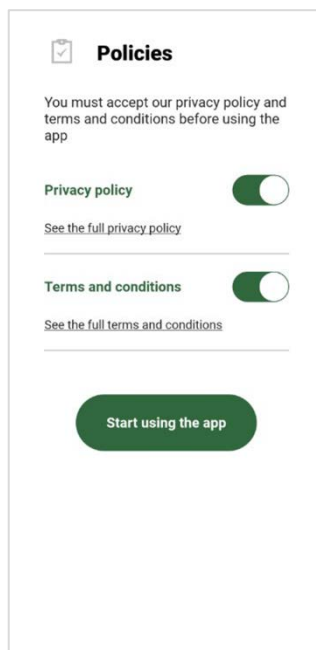 Policies
You must accept our privacy policy and
terms and conditions before using the
app
Privacy policy
See the full privacy policy
Terms and conditions
See the full terms and conditions
Start using the app